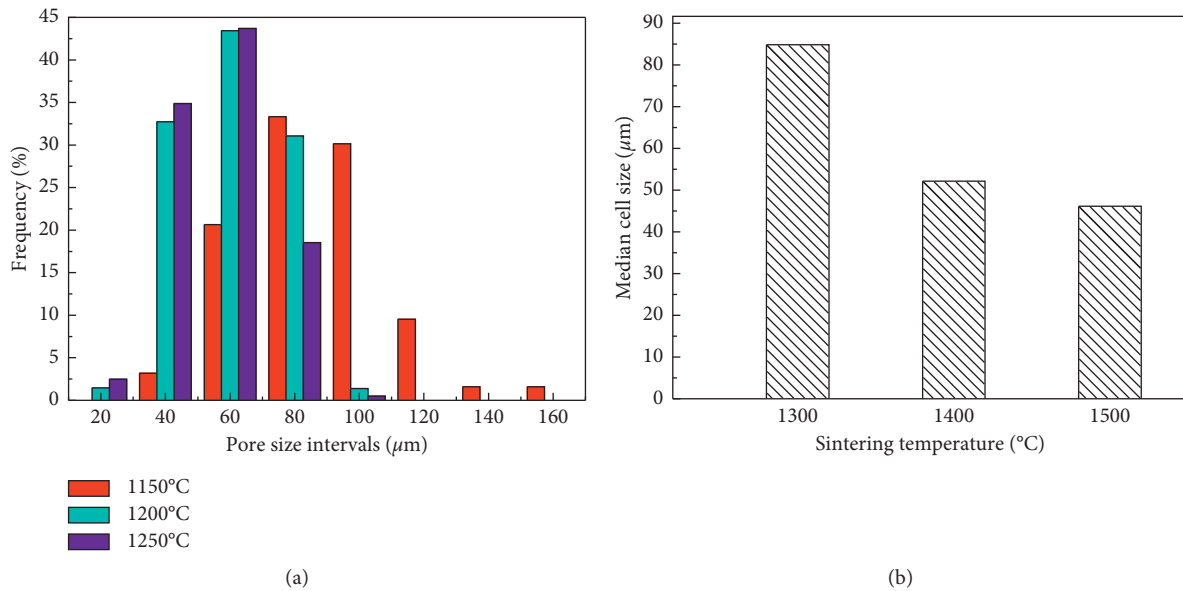 45
40
35
30
25
20
15
10
5
0
Frequency (%)
20 40 60 80 100 120 140 160
Pore size intervals (µm)
1150°C
1200°C
1250°C
(a)
90
80
70
60
50
40
30
20
10
0
Median cell size (µm)
1300 1400 1500
Sintering temperature (°C)
(b)